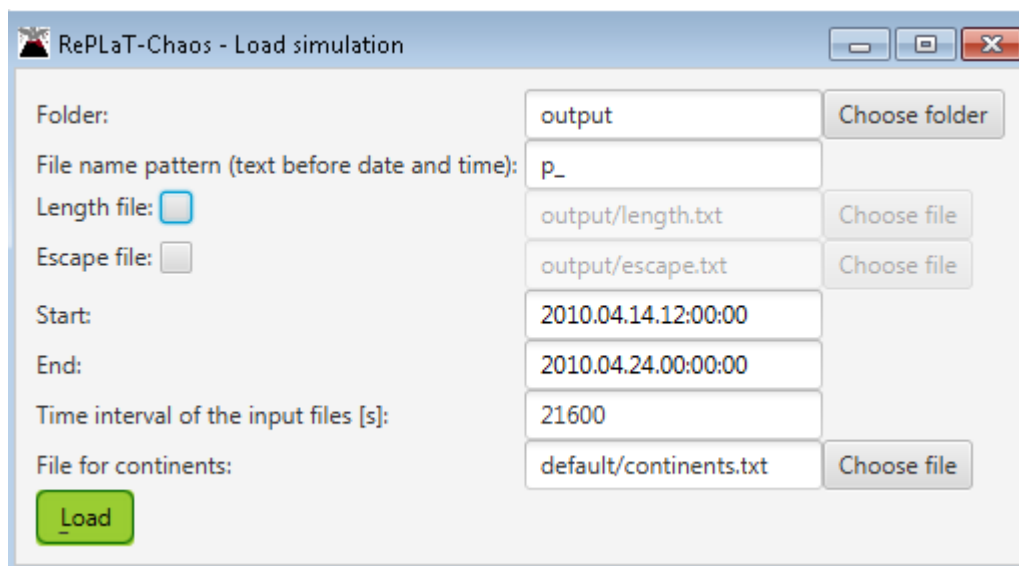 RePLaT-Chaos - Load simulation
Folder: output Choose folder
File name pattern (text before date and time): p_
Length file: output/length.txt Choose file
Escape file: output/escape.txt Choose file
Start: 2010.04.14.12:00:00
End: 2010.04.24.00:00:00
Time interval of the input files [s]: 21600
File for continents: default/continents.txt Choose file
Load